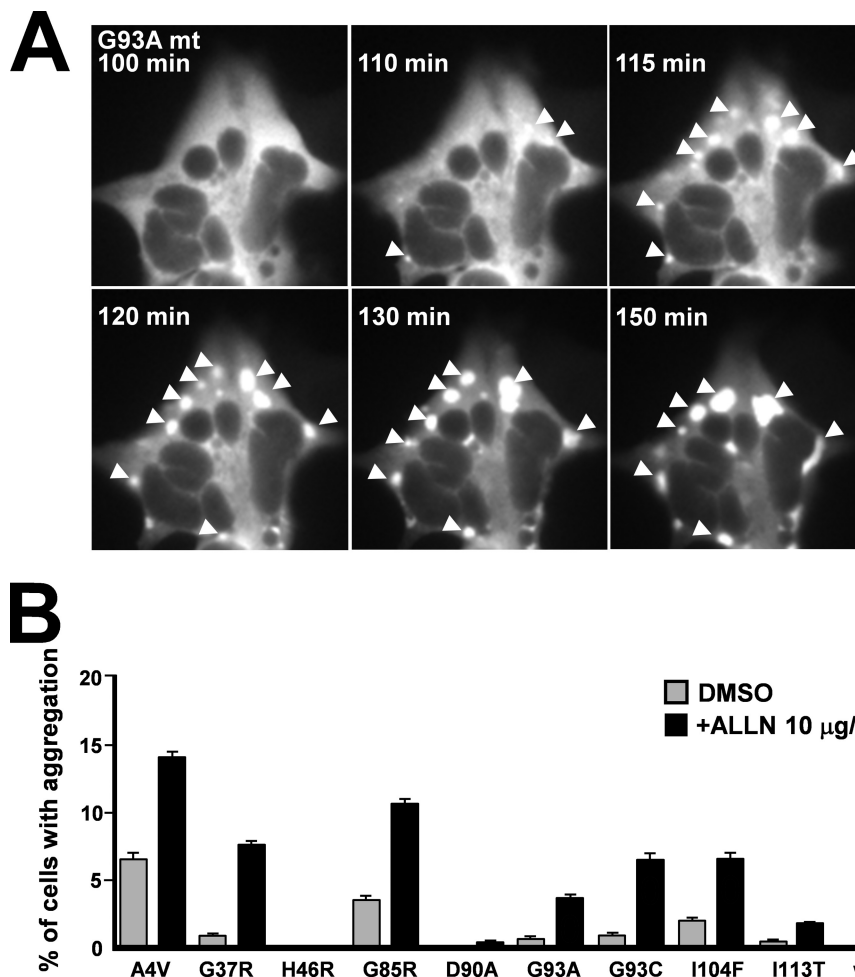 A
G93A mt
100 min
110 min
115 min
120 min
130 min
150 min
B
% of cells with aggregation
20
15
10
5
0
DMSO
+ALLN 10 μg/
A4V G37R H46R G85R D90A G93A G93C I104F I113T